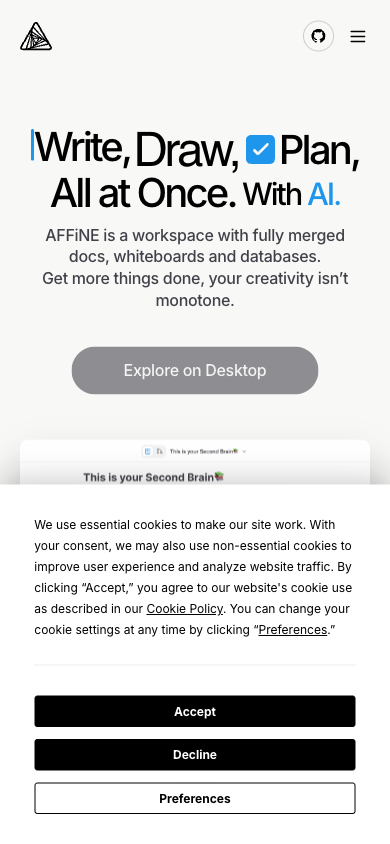 Write, Draw, Plan,
All at Once. With AI.
AFFiNE is a workspace with fully merged
docs, whiteboards and databases.
Get more things done, your creativity isn’t
monotone.
Explore on Desktop
This is your Second Brain
This is your Second Brain
We use essential cookies to make our site work. With
your consent, we may also use non-essential cookies to
improve user experience and analyze website traffic. By
clicking “Accept,” you agree to our website's cookie use
as described in our Cookie Policy. You can change your
cookie settings at any time by clicking “Preferences.”
Accept
Decline
Preferences